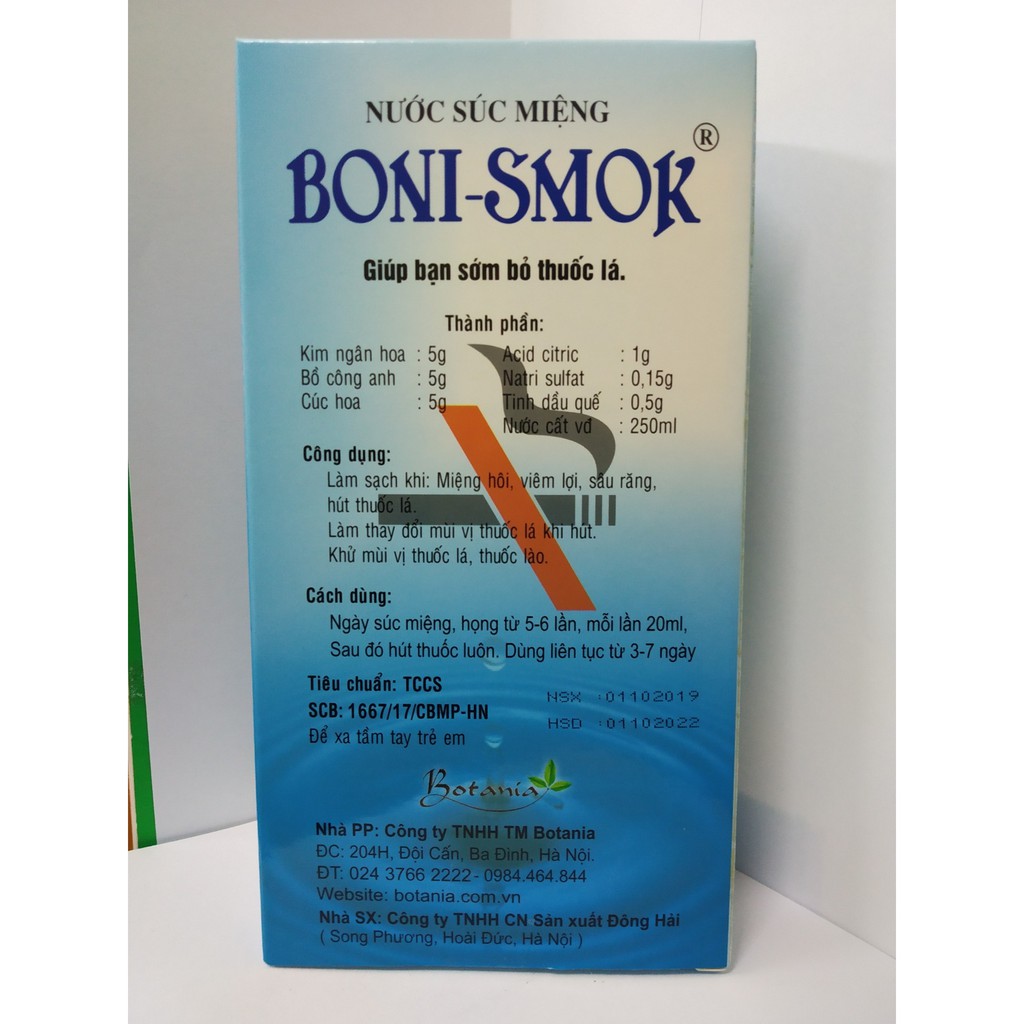 NƯỚC SÚC MIỆNG
BONI-SMOK®
Giúp bạn sớm bỏ thuốc lá.
Thành phần:
Kim ngân hoa : 5g
Bồ công anh : 5g
Cúc hoa : 5g
Acid citric : 1g
Natri sulfat : 0,15g
Tinh dầu quế : 0,5g
Nước cất vđ : 250ml
Công dụng:
Làm sạch khi: Miệng hôi, viêm lợi, sâu răng,
hút thuốc lá.
Làm thay đổi mùi vị thuốc lá khi hút.
Khử mùi vị thuốc lá, thuốc lào.
Cách dùng:
Ngày súc miệng, họng từ 5-6 lần, mỗi lần 20ml,
Sau đó hút thuốc luôn. Dùng liên tục từ 3-7 ngày
Tiêu chuẩn: TCCS
SCB: 1667/17/CBMP-HN
Để xa tầm tay trẻ em
NSX :01102019
HSD :01102022
Botania
Nhà PP: Công ty TNHH TM Botania
ĐC: 204H, Đội Cấn, Ba Đình, Hà Nội.
ĐT: 024 3766 2222- 0984.464.844
Website: botania.com.vn
Nhà SX: Công ty TNHH CN Sản xuất Đông Hải
( Song Phương, Hoài Đức, Hà Nội )